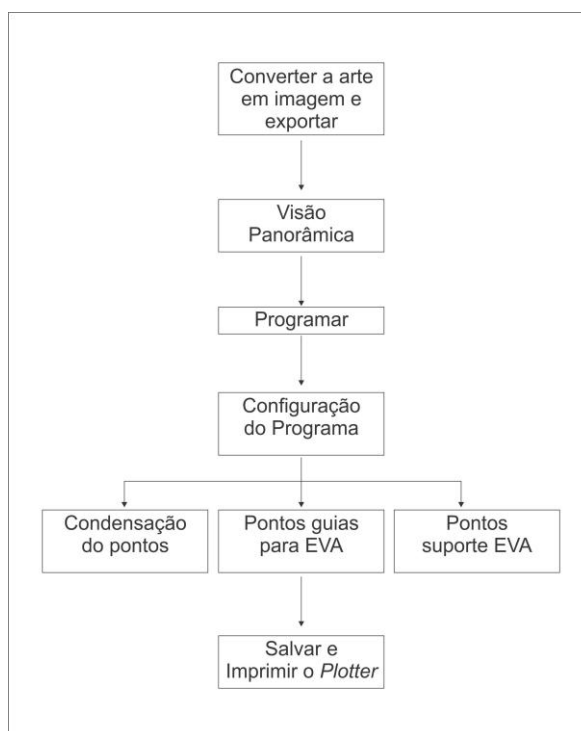 Converter a arte
em imagem e
exportar
Visão
Panorâmica
Programar
Configuração
do Programa
Condensação
do pontos
Pontos guias
para EVA
Pontos
suporte EVA
Salvar e
Imprimir o Plotter